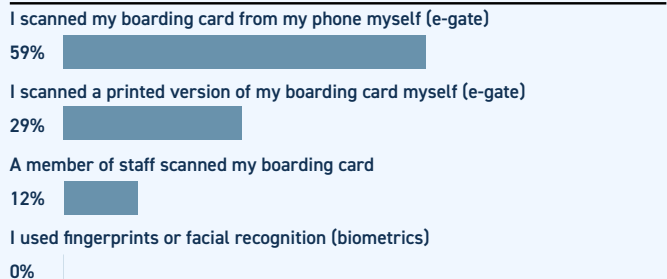 I scanned my boarding card from my phone myself (e-gate)
59%
I scanned a printed version of my boarding card myself (e-gate)
29%
A member of staff scanned my boarding card
12%
I used fingerprints or facial recognition (biometrics)
0%